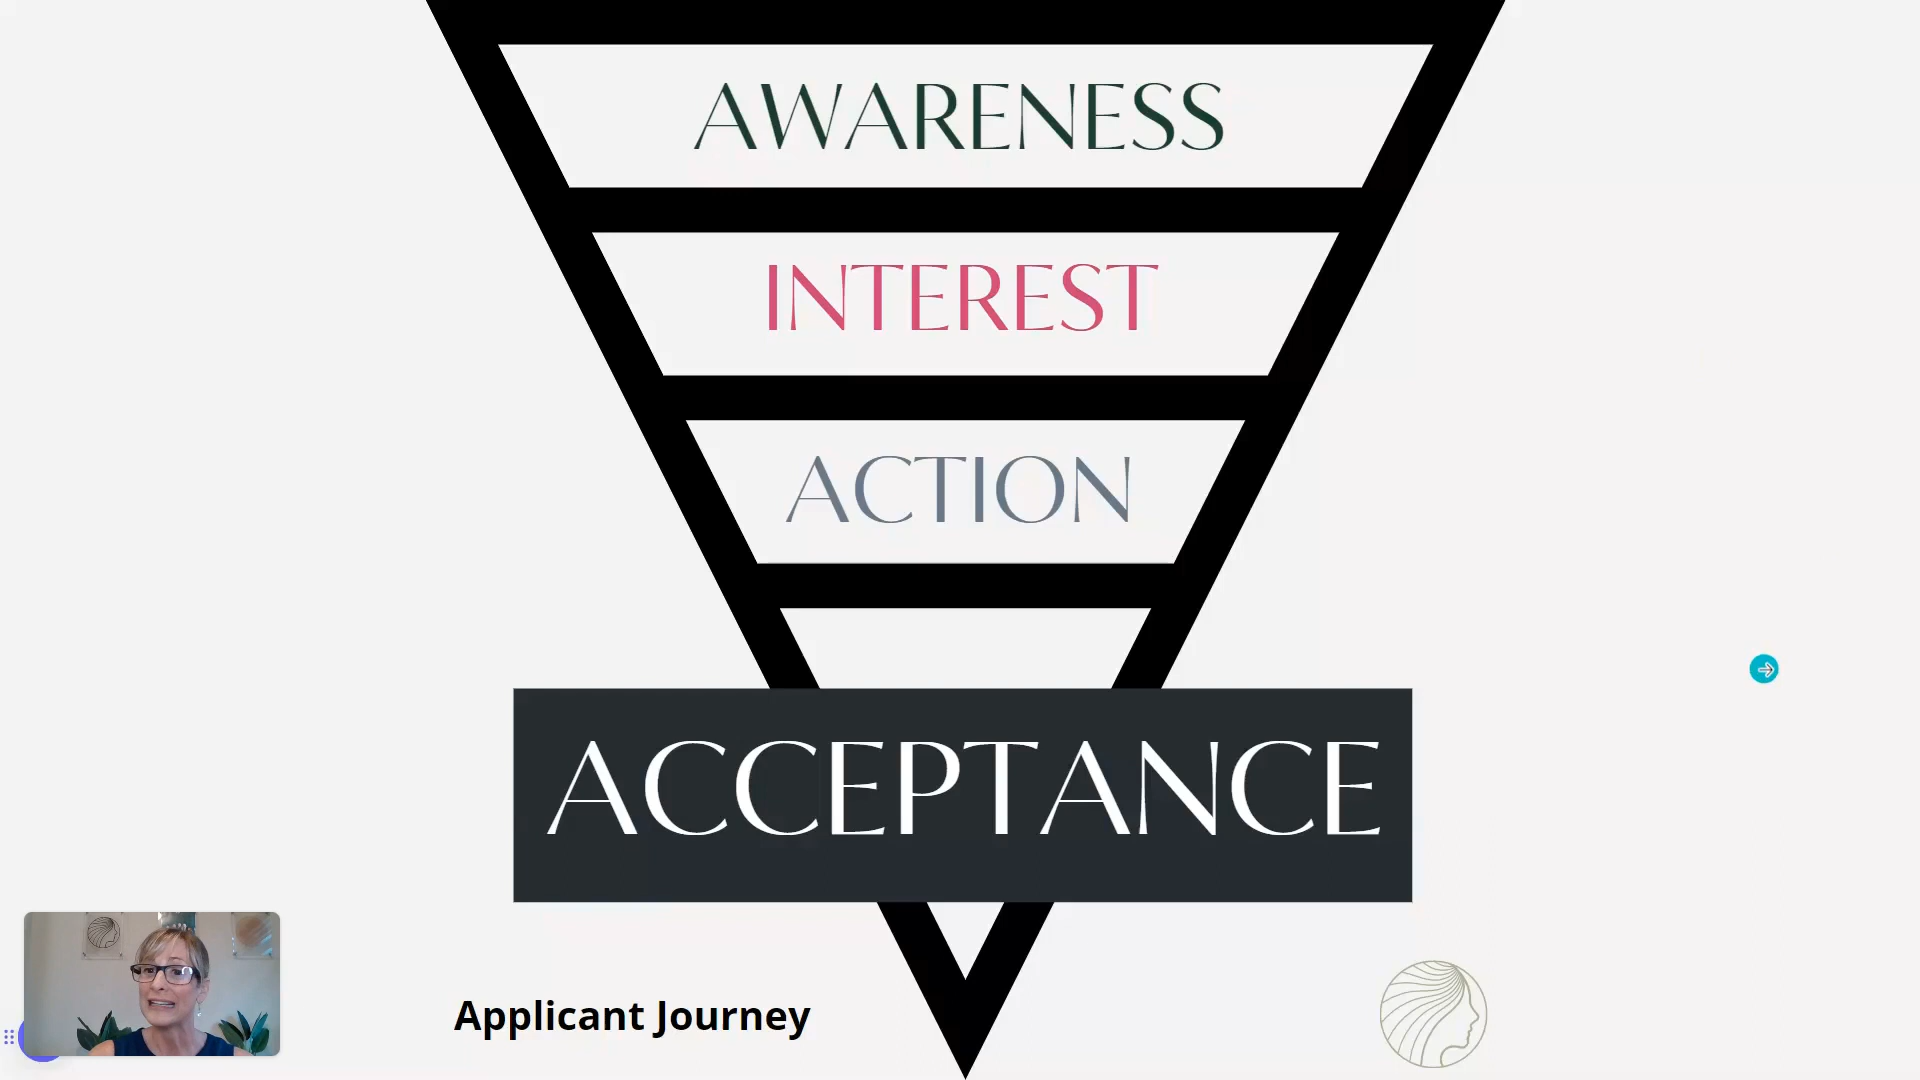 AWARENESS
INTEREST
ACTION
ACCEPTANCE
Applicant Journey